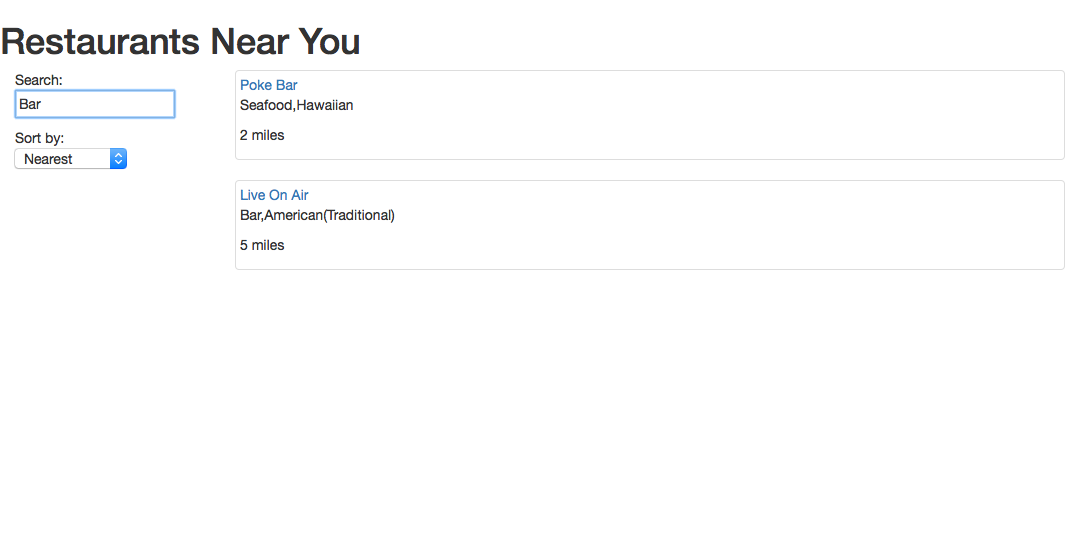 Restaurants Near You
Search:
Bar
Sort by:
Nearest
Poke Bar
Seafood,Hawaiian
2 miles
Live On Air
Bar,American(Traditional)
5 miles